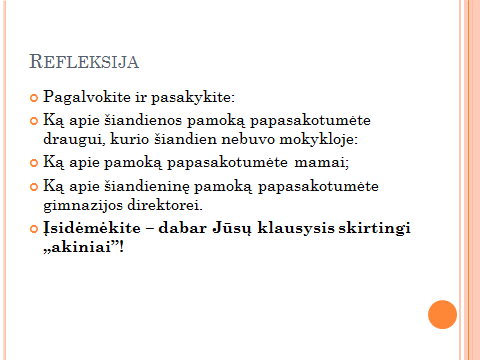 REFLEKSIJA
Pagalvokite ir pasakykite:
Ką apie šiandienos pamoką papasakotumėte
draugui, kurio šiandien nebuvo mokykloje:
Ką apie pamoką papasakotumėte mamai;
Ką apie šiandieninę pamoką papasakotumėte
gimnazijos direktorei.
Įsidėmėkite – dabar Jūsų klausysis skirtingi
„akiniai”!